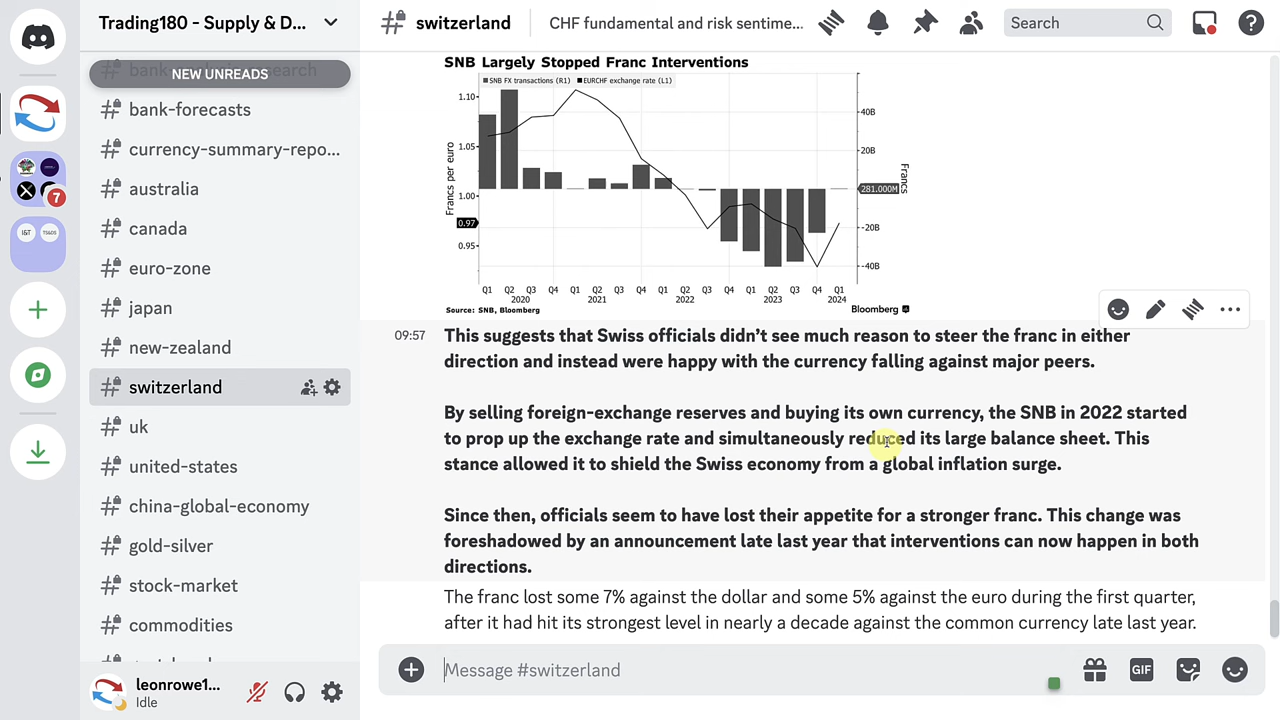 Trading180 - Supply & D...
# switzerland
CHF fundamental and risk sentime...
Search
NEW UNREADS
bank-forecasts
currency-summary-repo...
australia
canada
euro-zone
japan
new-zealand
switzerland
uk
united-states
china-global-economy
gold-silver
stock-market
commodities
leonrowe1...
Idle
7
I&T
TS&DS
SNB Largely Stopped Franc Interventions
SNB FX transactions (R1) EURCHF exchange rate (L1)
1.10
1.05
1.00
0.97
0.95
Francs per euro
40B
20B
281.000M
-20B
-40B
Francs
Q1 Q2 Q3 Q4 Q1 Q2 Q3 Q4 Q1 Q2 Q3 Q4 Q1 Q2 Q3 Q4 Q1
2020 2021 2022 2023 2024
Source: SNB, Bloomberg
Bloomberg
09:57
This suggests that Swiss officials didn't see much reason to steer the franc in either
direction and instead were happy with the currency falling against major peers.
By selling foreign-exchange reserves and buying its own currency, the SNB in 2022 started
to prop up the exchange rate and simultaneously reduced its large balance sheet. This
stance allowed it to shield the Swiss economy from a global inflation surge.
Since then, officials seem to have lost their appetite for a stronger franc. This change was
foreshadowed by an announcement late last year that interventions can now happen in both
directions.
The franc lost some 7% against the dollar and some 5% against the euro during the first quarter,
after it had hit its strongest level in nearly a decade against the common currency late last year.
Message #switzerland
GIF